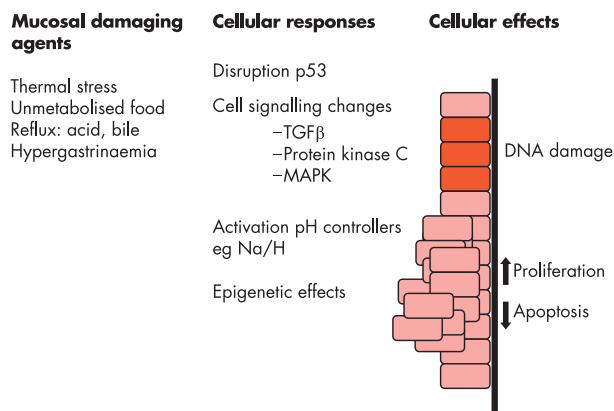 Mucosal damaging
agents
Thermal stress
Unmetabolised food
Reflux: acid, bile
Hypergastrinaemia
Cellular responses
Disruption p53
Cell signalling changes
–TGFβ
–Protein kinase C
–MAPK
Activation pH controllers
eg Na/H
Epigenetic effects
Cellular effects
DNA damage
Proliferation
Apoptosis